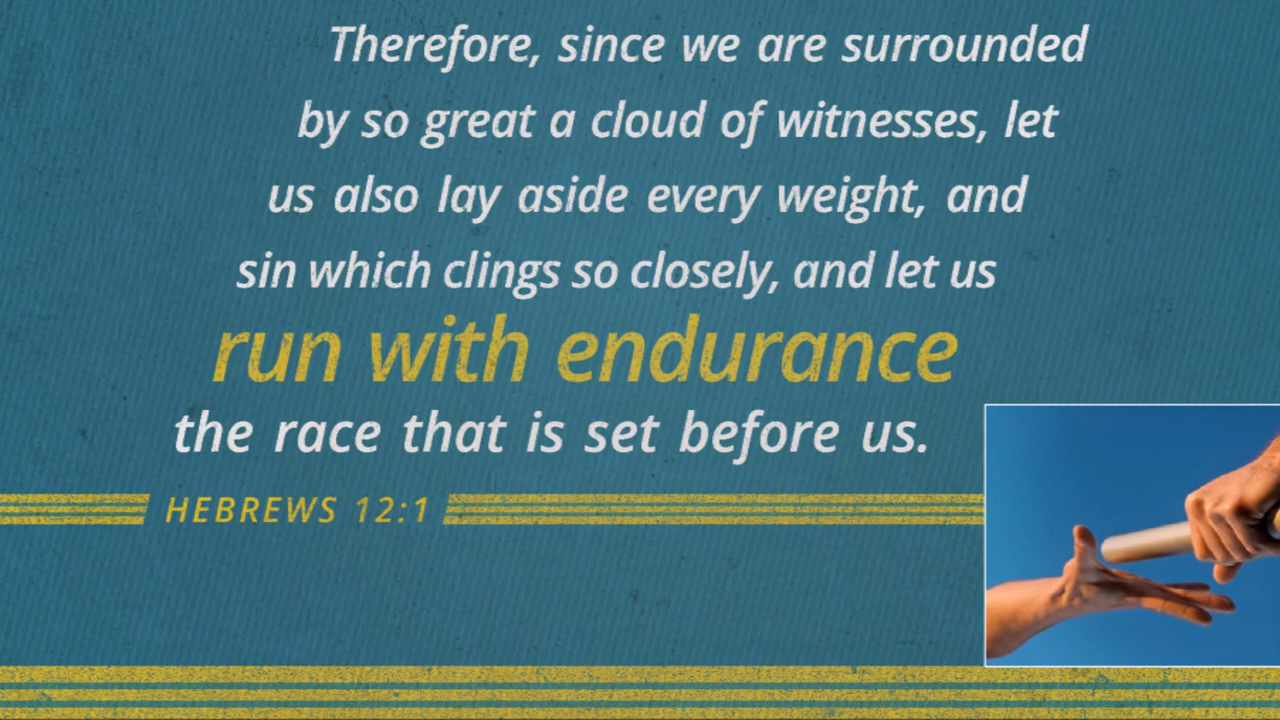 Therefore, since we are surrounded
by so great a cloud of witnesses, let
us also lay aside every weight, and
sin which clings so closely, and let us
run with endurance
the race that is set before us.
HEBREWS 12:1